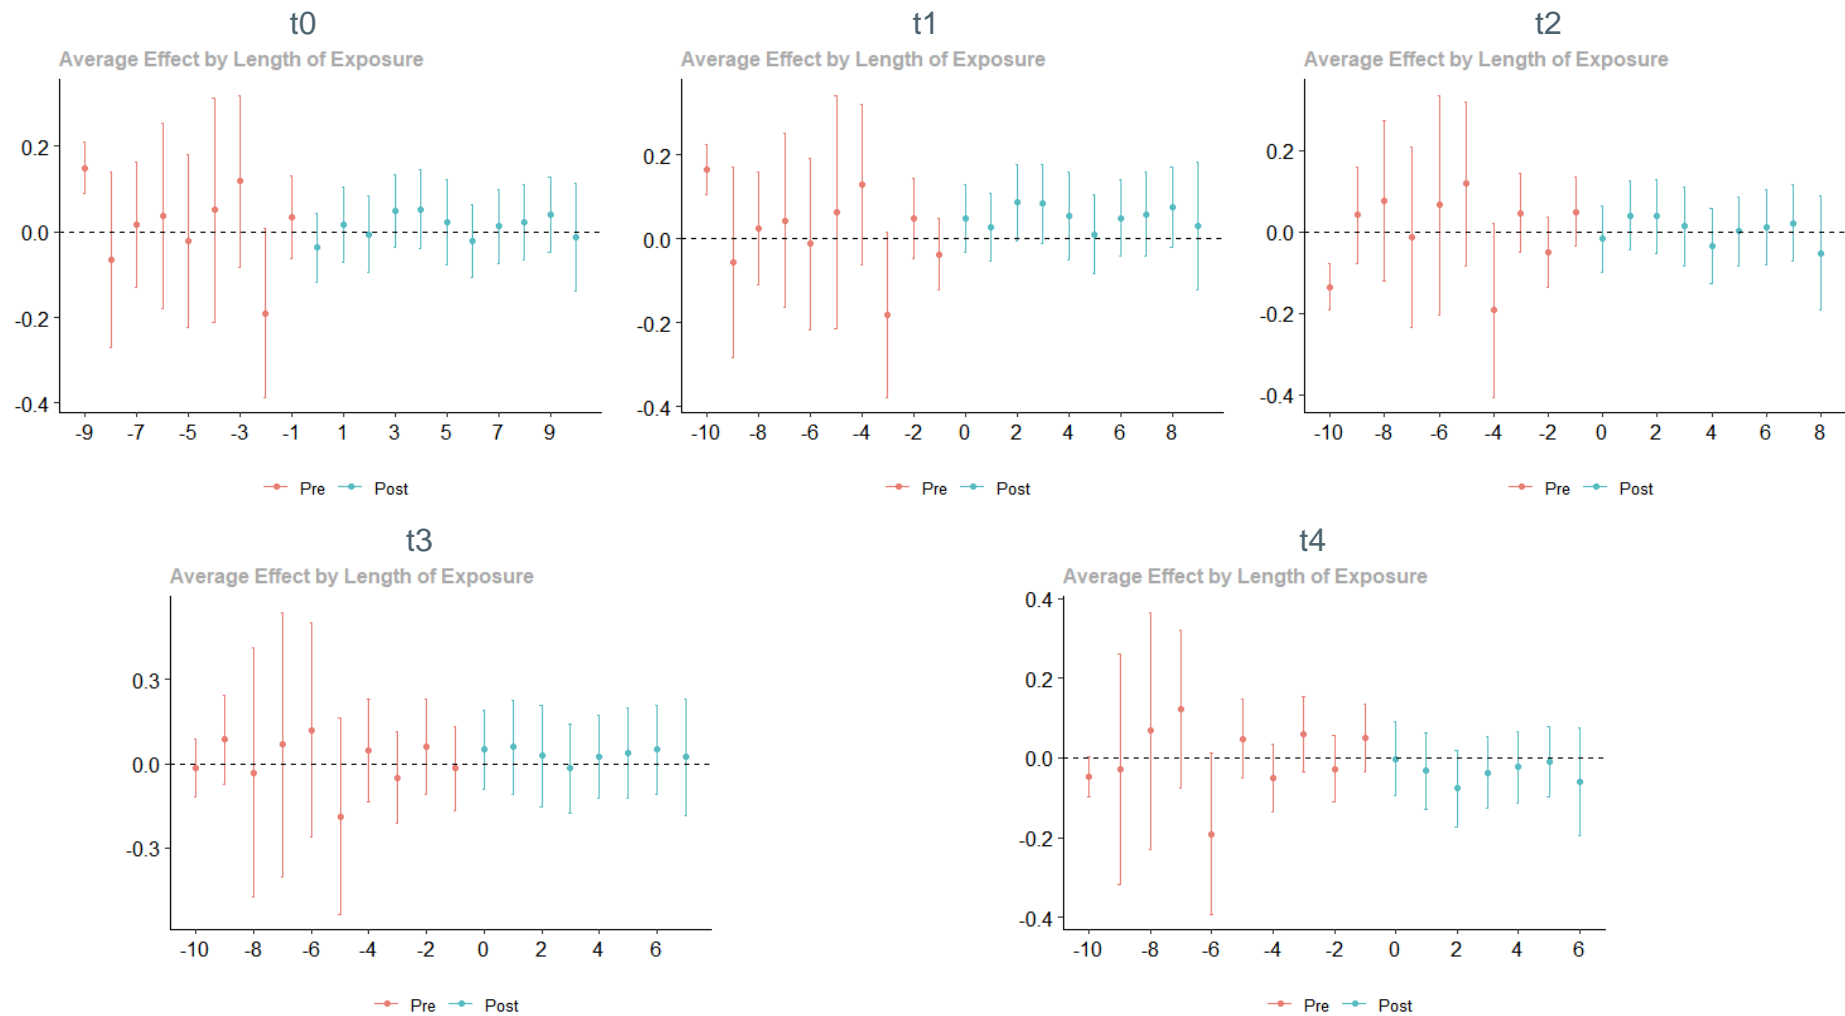 t0
Average Effect by Length of Exposure
0.2
0.0
-0.2
-0.4
-9 -7 -5 -3 -1 1 3 5 7 9
Pre Post
t1
Average Effect by Length of Exposure
0.2
0.0
-0.2
-0.4
-10 -8 -6 -4 -2 0 2 4 6 8
Pre Post
t2
Average Effect by Length of Exposure
0.2
0.0
-0.2
-0.4
-10 -8 -6 -4 -2 0 2 4 6 8
Pre Post
t3
Average Effect by Length of Exposure
0.3
0.0
-0.3
-10 -8 -6 -4 -2 0 2 4 6
Pre Post
t4
Average Effect by Length of Exposure
0.4
0.2
0.0
-0.2
-0.4
-10 -8 -6 -4 -2 0 2 4 6
Pre Post